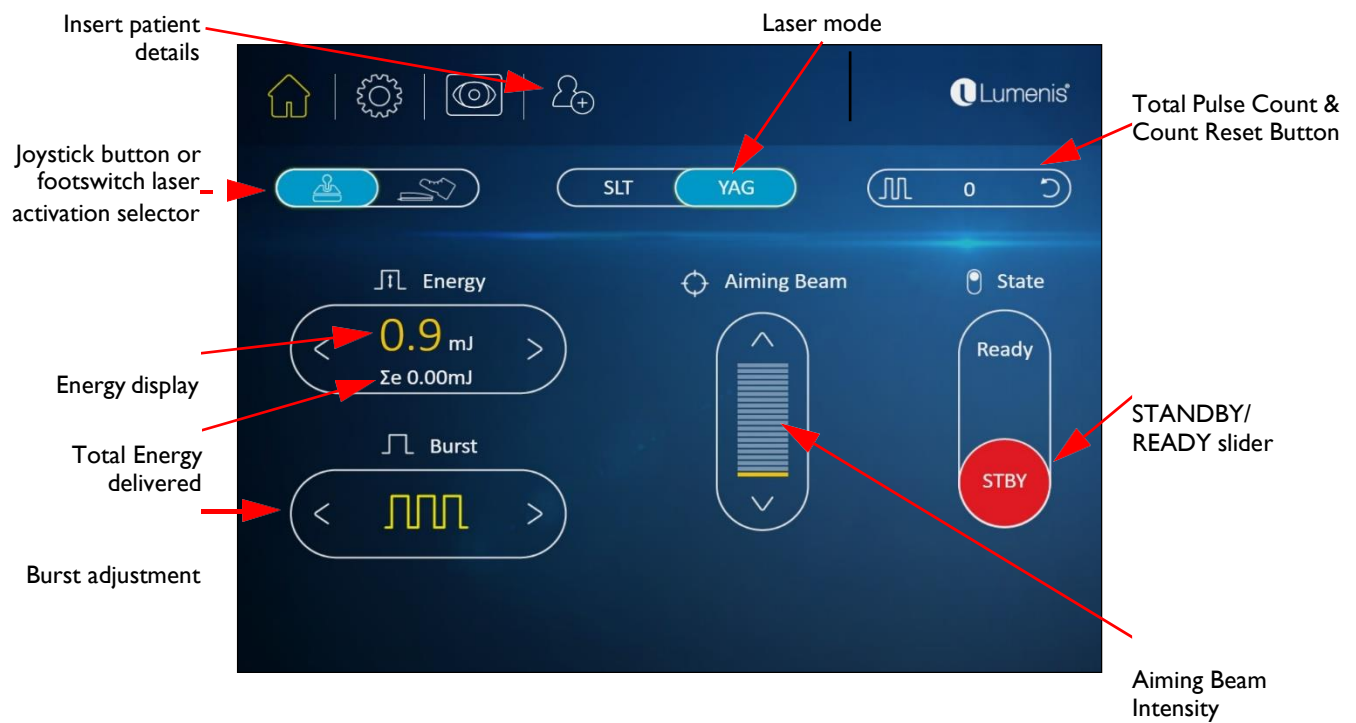 Insert patient
details
Laser mode
Lumenis®
Total Pulse Count &
Count Reset Button
Joystick button or
footswitch laser
activation selector
SLT
YAG
0
Energy
Aiming Beam
State
0.9 mJ
Σe 0.00mJ
Ready
Energy display
STANDBY/
READY slider
Total Energy
delivered
Burst
STBY
Burst adjustment
Aiming Beam
Intensity